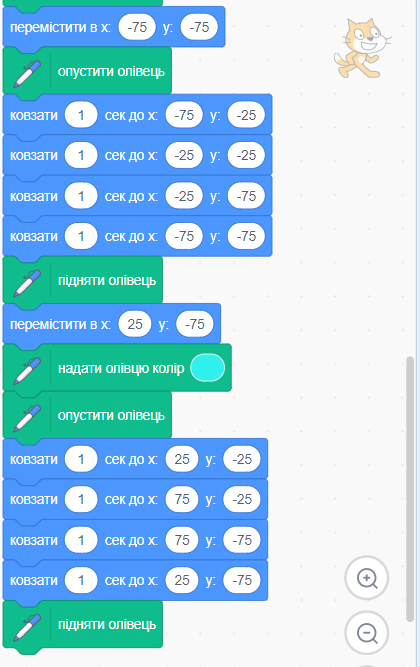 перемістити в x: -75 y: -75
опустити олівець
ковзати 1 сек до x: -75 y: -25
ковзати 1 сек до x: -25 y: -25
ковзати 1 сек до x: -25 y: -75
ковзати 1 сек до x: -75 y: -75
підняти олівець
перемістити в x: 25 y: -75
надати олівцю колір
опустити олівець
ковзати 1 сек до x: 25 y: -25
ковзати 1 сек до x: 75 y: -25
ковзати 1 сек до x: 75 y: -75
ковзати 1 сек до x: 25 y: -75
підняти олівець